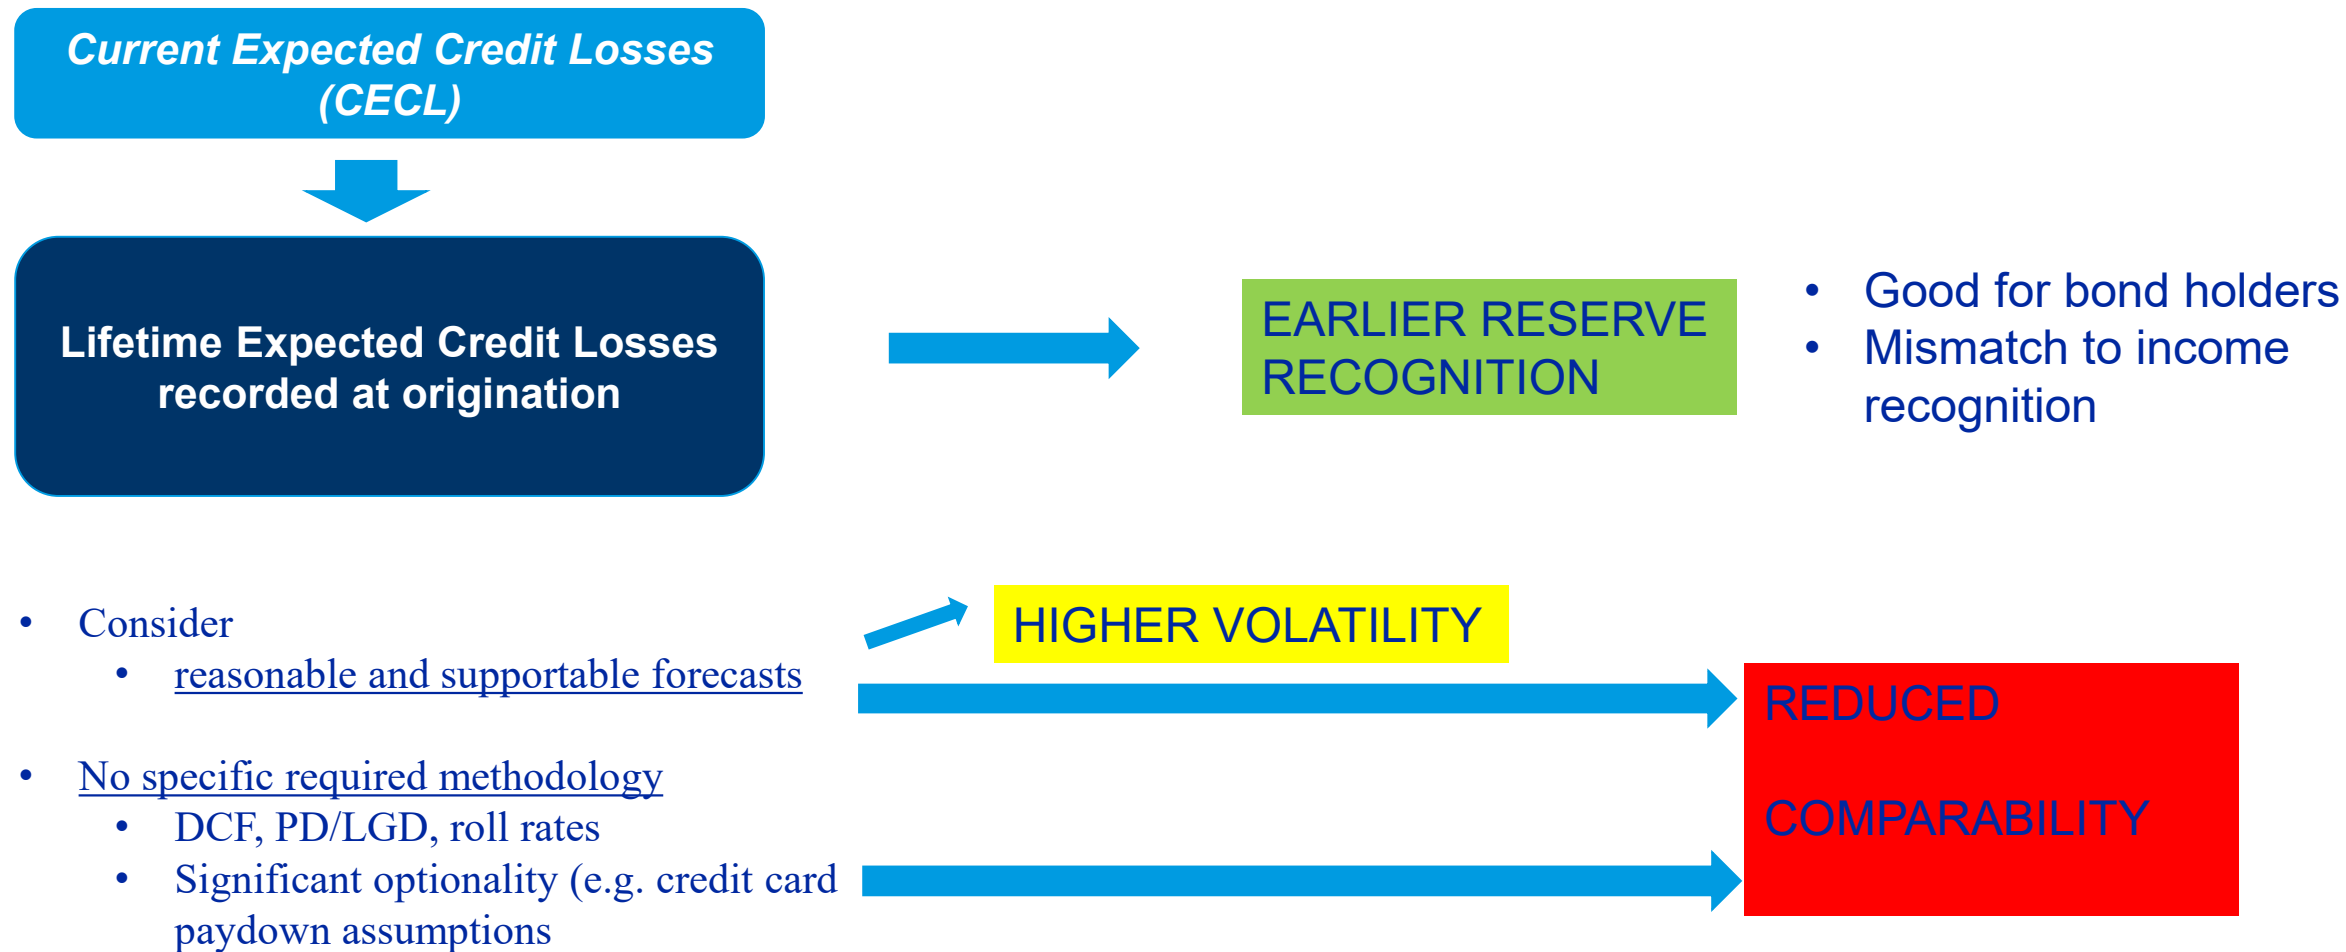 Current Expected Credit Losses
(CECL)
Lifetime Expected Credit Losses
recorded at origination
EARLIER RESERVE
RECOGNITION
• Good for bond holders
• Mismatch to income
recognition
• Consider
• reasonable and supportable forecasts
HIGHER VOLATILITY
• No specific required methodology
• DCF, PD/LGD, roll rates
• Significant optionality (e.g. credit card
paydown assumptions
REDUCED
COMPARABILITY